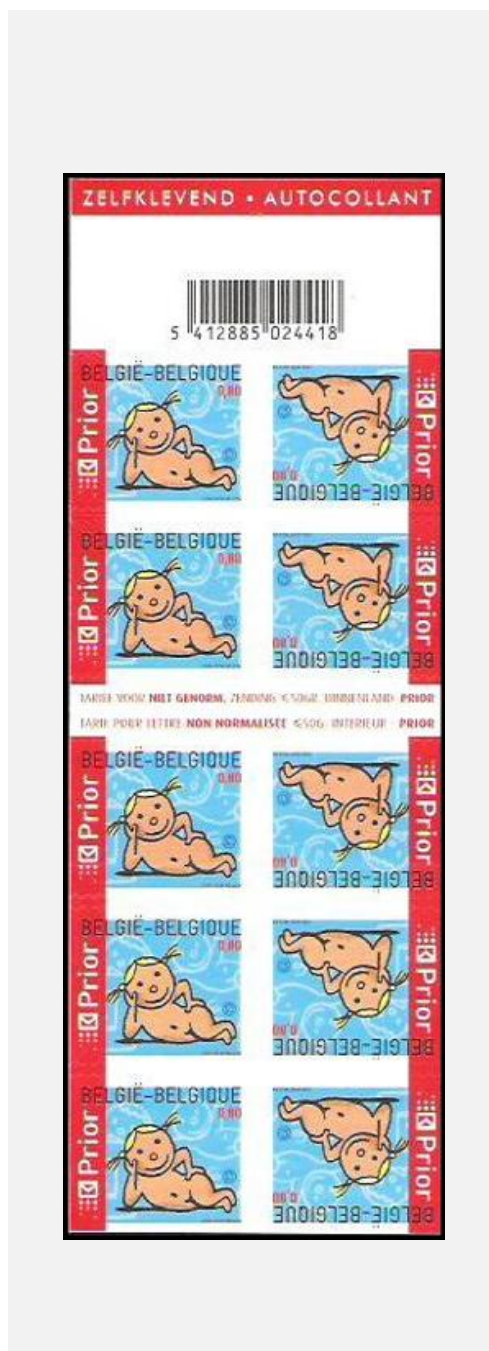 ZELFKLEVEND • AUTOCOLLANT
5 412885 024418
BELGIË-BELGIQUE
0,80
Prior
BELGIË-BELGIQUE
0,80
Prior
BELGIË-BELGIQUE
0,80
Prior
BELGIË-BELGIQUE
0,80
Prior
TARIEF VOOR NIET GENORM. ZENDING ≤50GR. BINNENLAND PRIOR
TARIF POUR LETTRE NON NORMALISÉE ≤50G INTERIEUR PRIOR
BELGIË-BELGIQUE
0,80
Prior
BELGIË-BELGIQUE
0,80
Prior
BELGIË-BELGIQUE
0,80
Prior
BELGIË-BELGIQUE
0,80
Prior
BELGIË-BELGIQUE
0,80
Prior
BELGIË-BELGIQUE
0,80
Prior